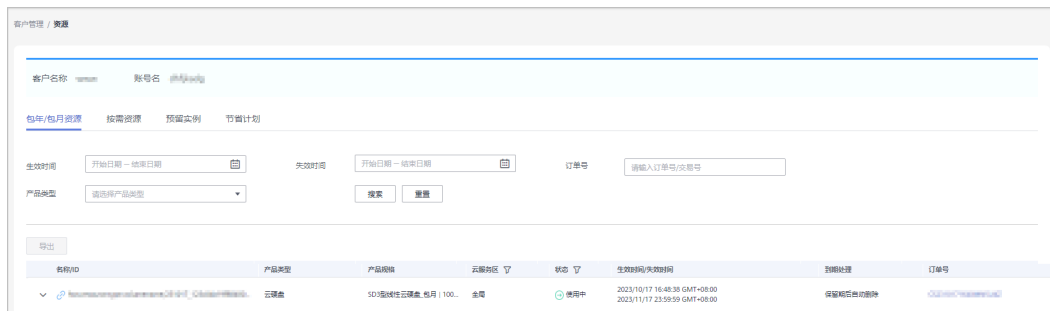 客户管理 / 资源
客户名称 账号名
包年/包月资源 按需资源 预留实例 节省计划
生效时间 开始日期 – 结束日期 失效时间 开始日期 – 结束日期 订单号 请输入订单号/交易号
产品类型 请选择产品类型 搜索 重置
导出
名称/ID 产品类型 产品规格 云服务区 状态 生效时间/失效时间 到期处理 订单号
云硬盘 SD3型线性云硬盘_包月 | 100... 全局 使用中 2023/10/17 16:48:38 GMT+08:00 保留期后自动删除
2023/11/17 23:59:59 GMT+08:00